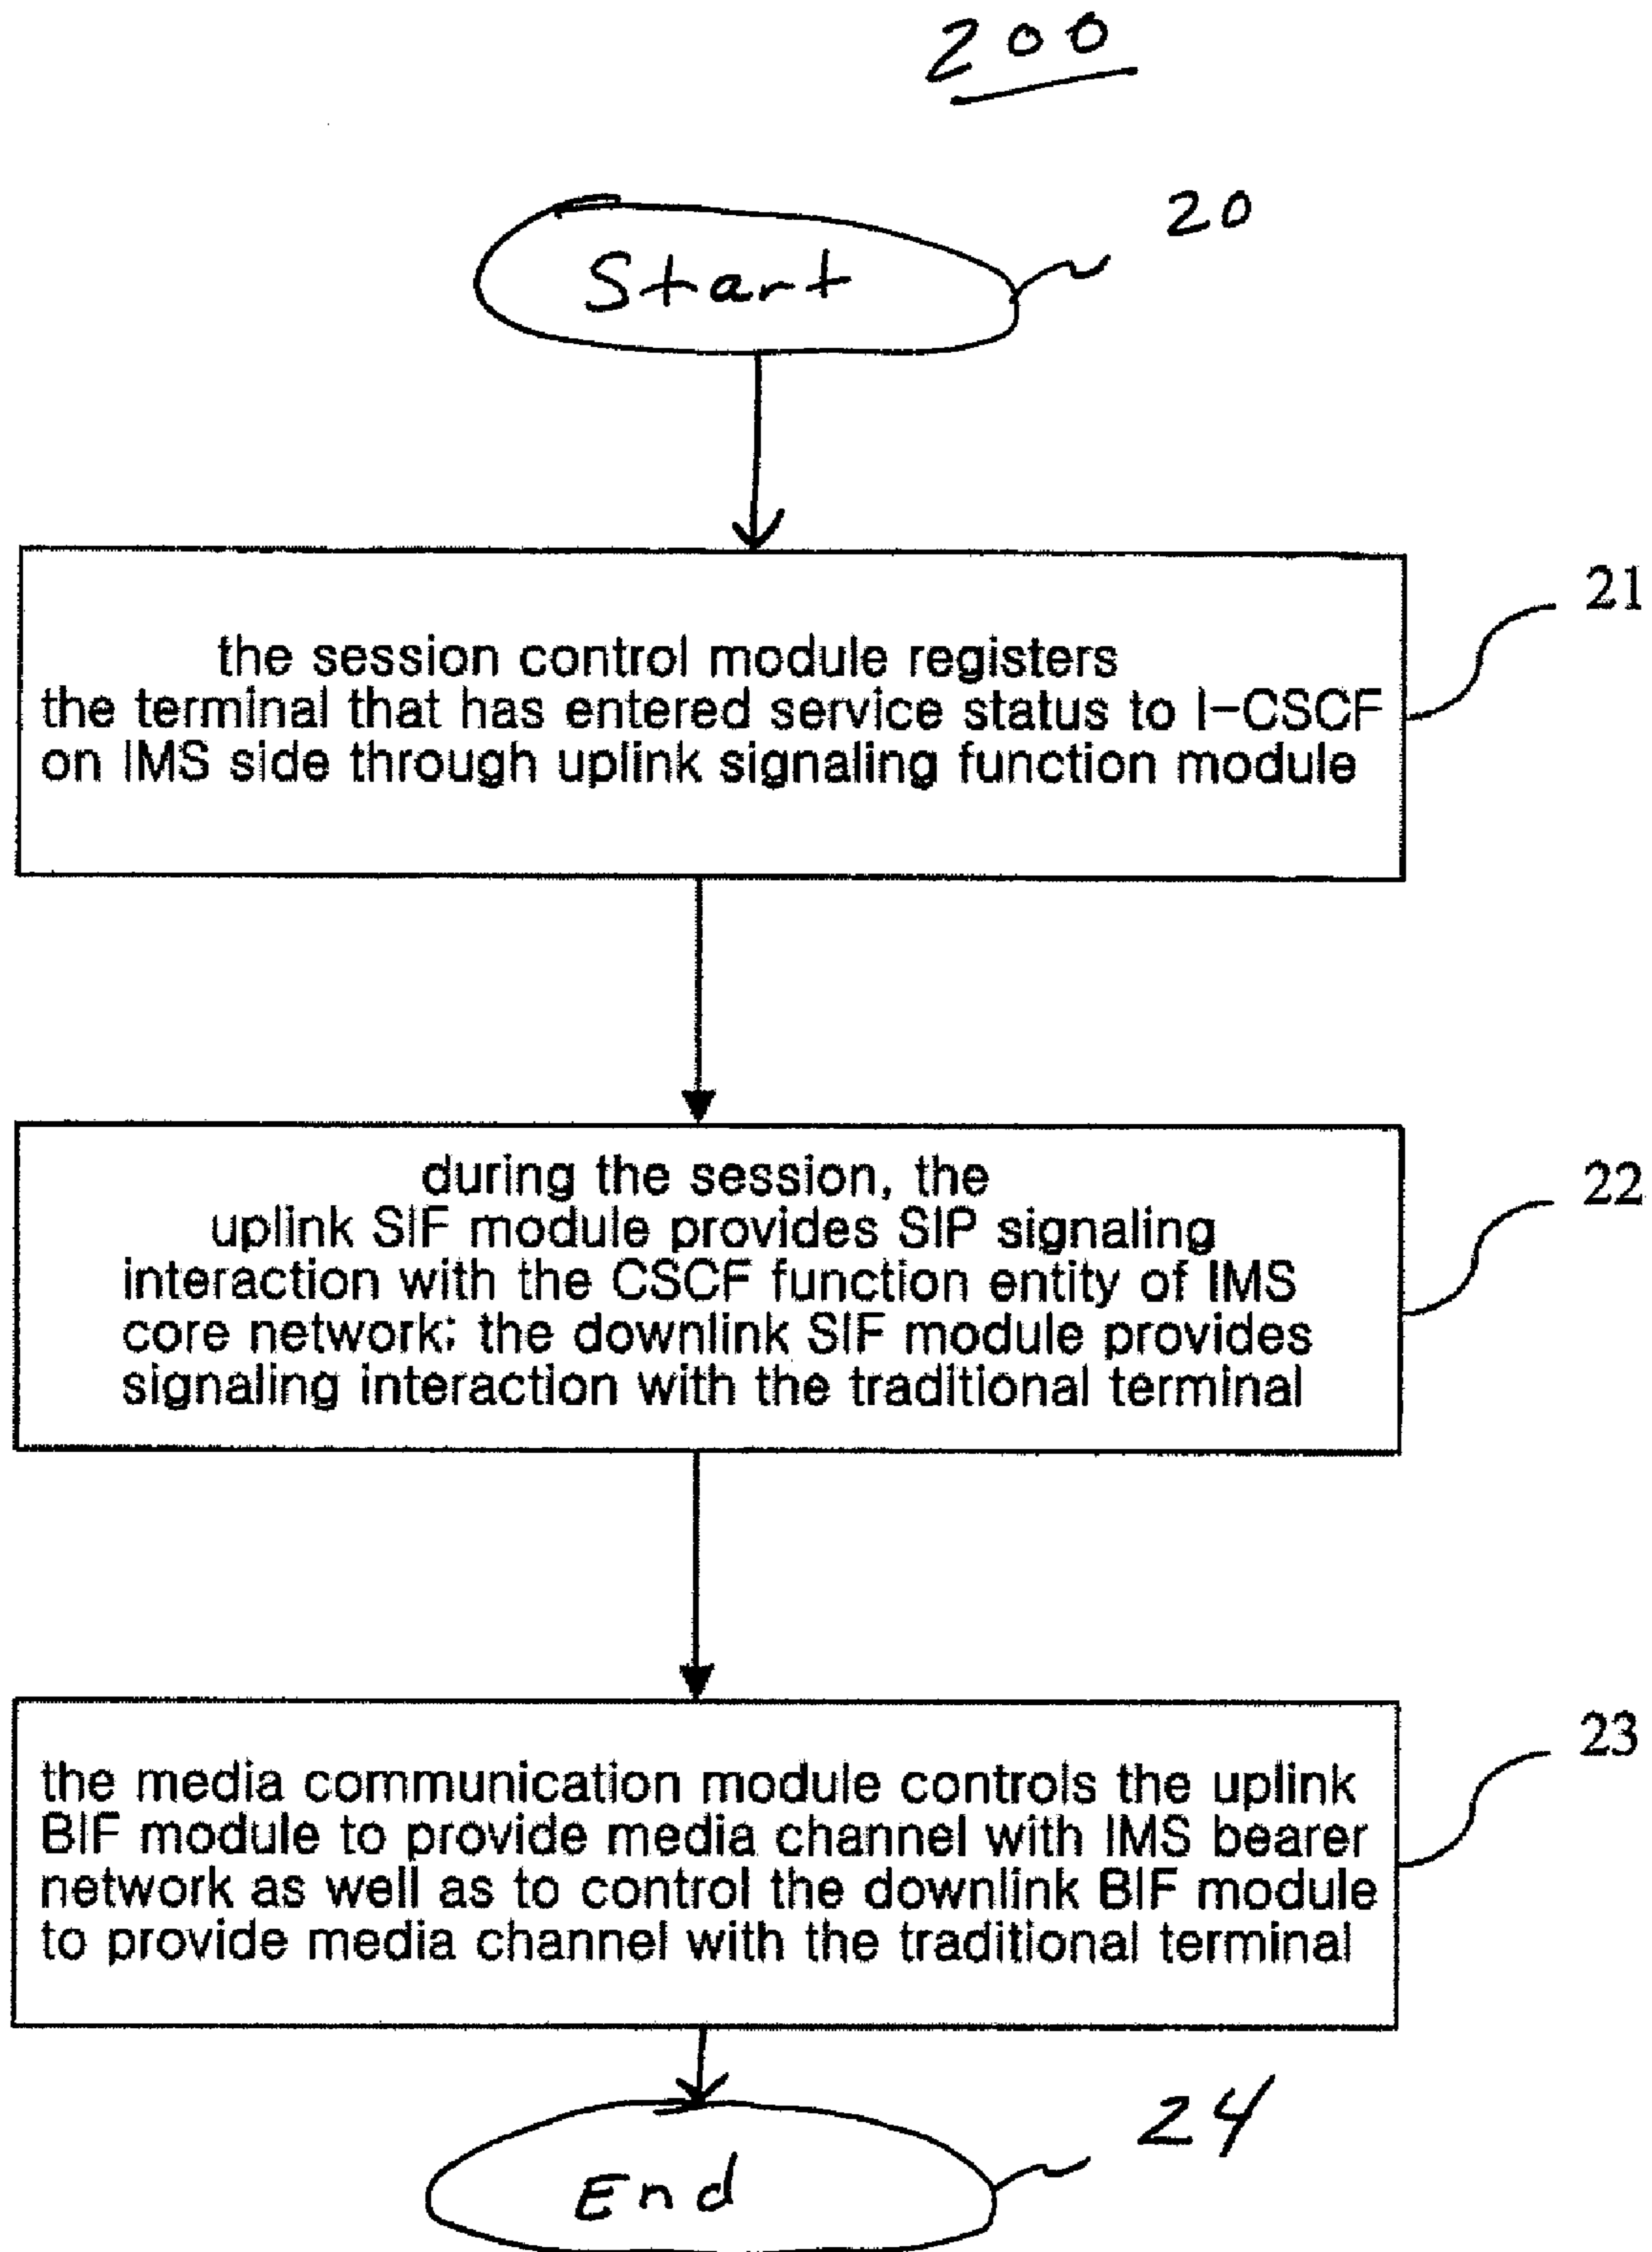 200
20
Start
21
the session control module registers
the terminal that has entered service status to I-CSCF
on IMS side through uplink signaling function module
22
during the session, the
uplink SIF module provides SIP signaling
interaction with the CSCF function entity of IMS
core network; the downlink SIF module provides
signaling interaction with the traditional terminal
23
the media communication module controls the uplink
BIF module to provide media channel with IMS bearer
network as well as to control the downlink BIF module
to provide media channel with the traditional terminal
24
End